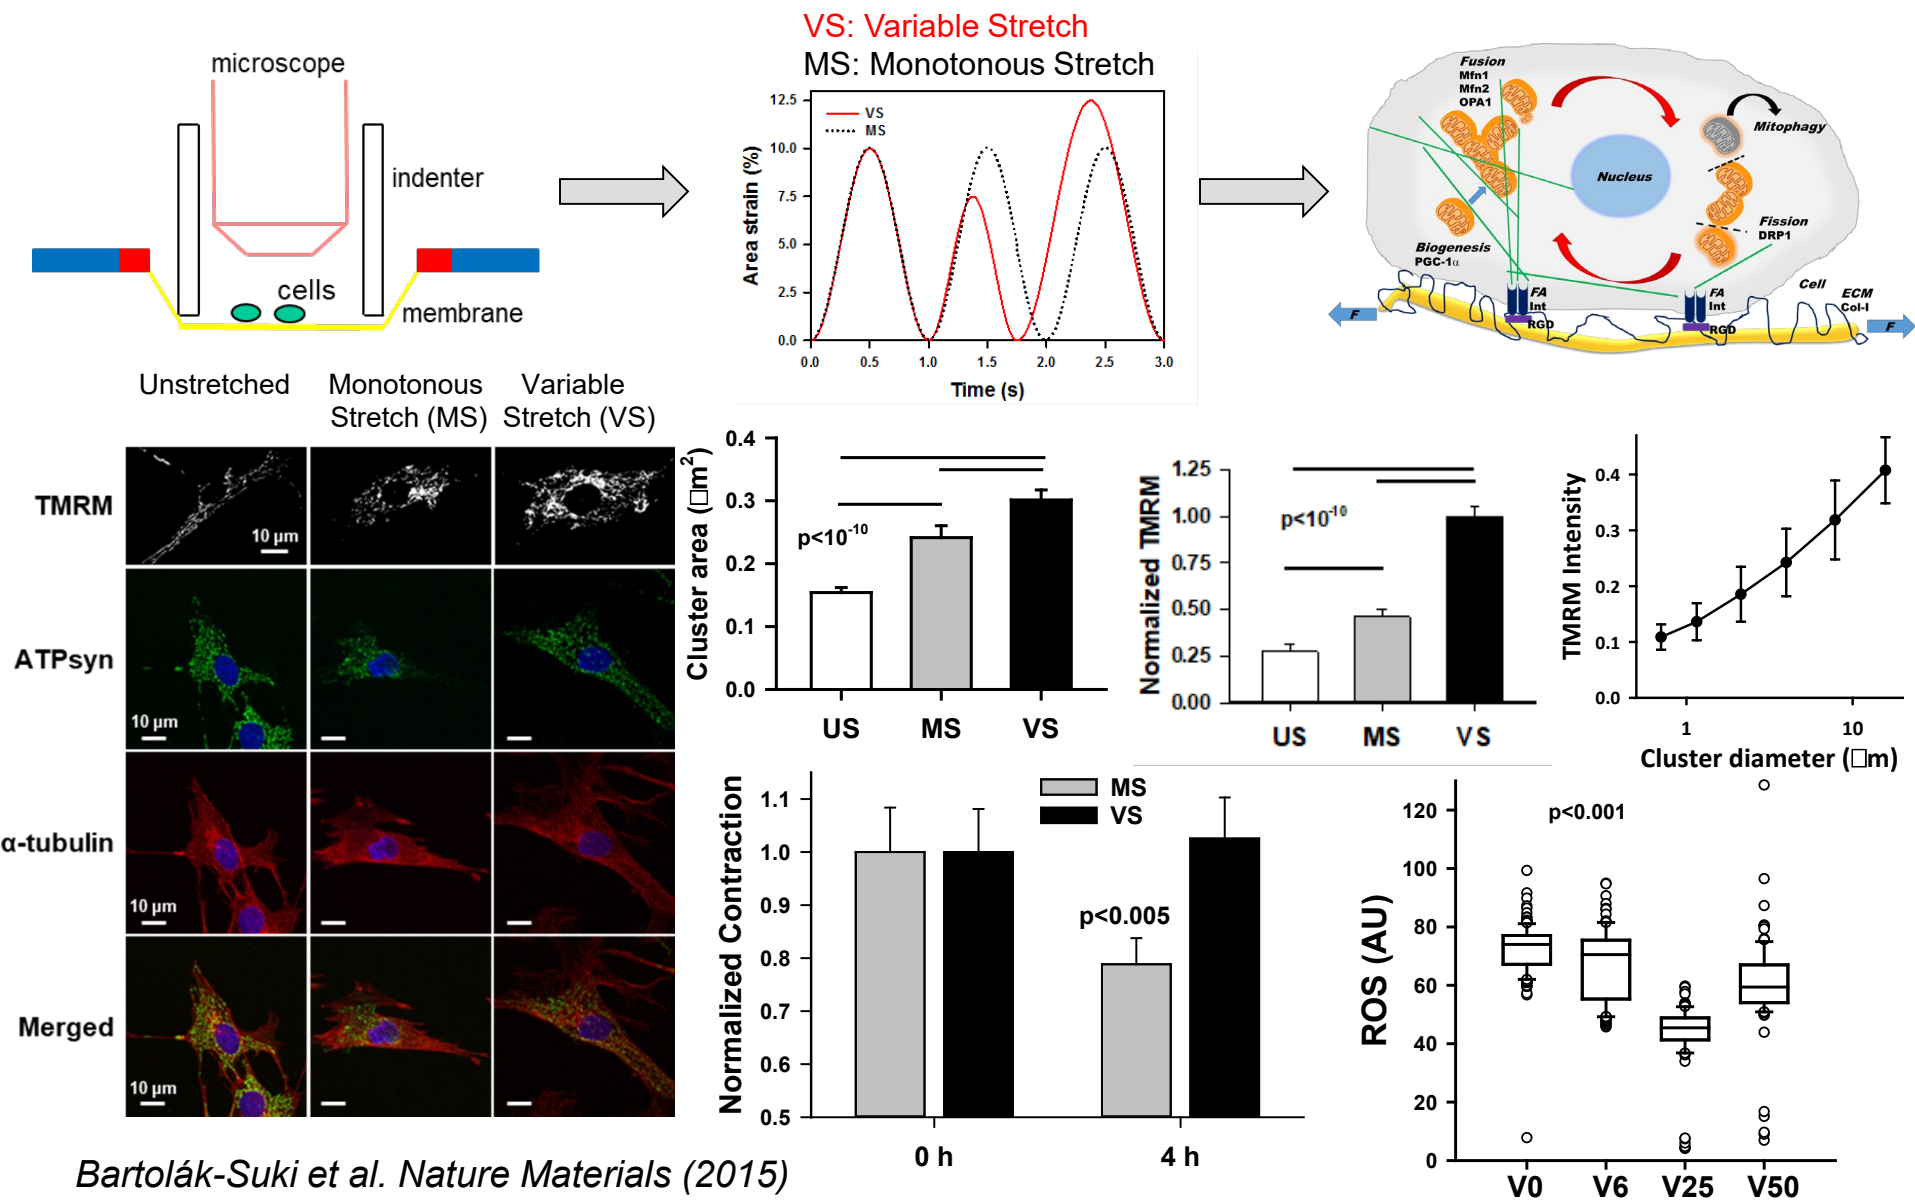 VS: Variable Stretch
MS: Monotonous Stretch
microscope
indenter
cells
membrane
12.5
10.0
7.5
5.0
2.5
0.0
Area strain (%)
VS
MS
0.0 0.5 1.0 1.5 2.0 2.5 3.0
Time (s)
Fusion
Mfn1
Mfn2
OPA1
Mitophagy
Nucleus
Fission
DRP1
Biogenesis
PGC-1α
Cell
ECM
Col-I
FA
Int
RGD
FA
Int
RGD
F
F
Unstretched
Monotonous
Stretch (MS)
Variable
Stretch (VS)
TMRM
10 µm
ATPsyn
10 µm
α-tubulin
10 µm
Merged
10 µm
0.4
0.3
0.2
0.1
0.0
Cluster area (□m²)
p<10⁻¹⁰
US MS VS
1.25
1.00
0.75
0.50
0.25
0.00
Normalized TMRM
p<10⁻¹⁰
US MS VS
0.4
0.3
0.2
0.1
0.0
TMRM Intensity
1 10
Cluster diameter (□m)
1.1
1.0
0.9
0.8
0.7
0.6
0.5
Normalized Contraction
MS
VS
p<0.005
0 h 4 h
120
100
80
60
40
20
0
ROS (AU)
p<0.001
V0 V6 V25 V50
Bartolák-Suki et al. Nature Materials (2015)